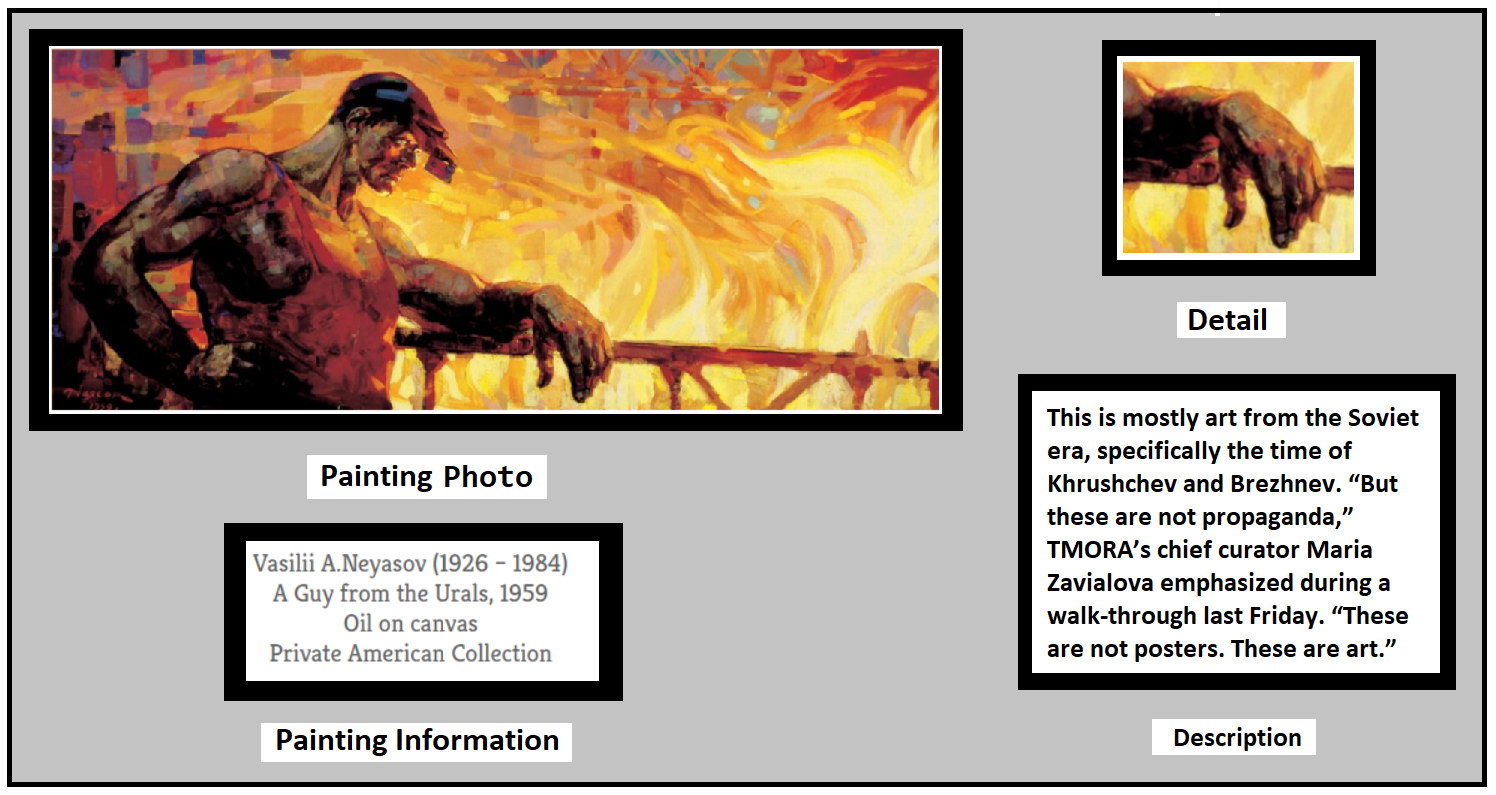 Painting Photo
Vasilii A.Neyasov (1926 – 1984)
A Guy from the Urals, 1959
Oil on canvas
Private American Collection
Painting Information
Detail
This is mostly art from the Soviet
era, specifically the time of
Khrushchev and Brezhnev. “But
these are not propaganda,”
TMORA’s chief curator Maria
Zavialova emphasized during a
walk-through last Friday. “These
are not posters. These are art.”
Description